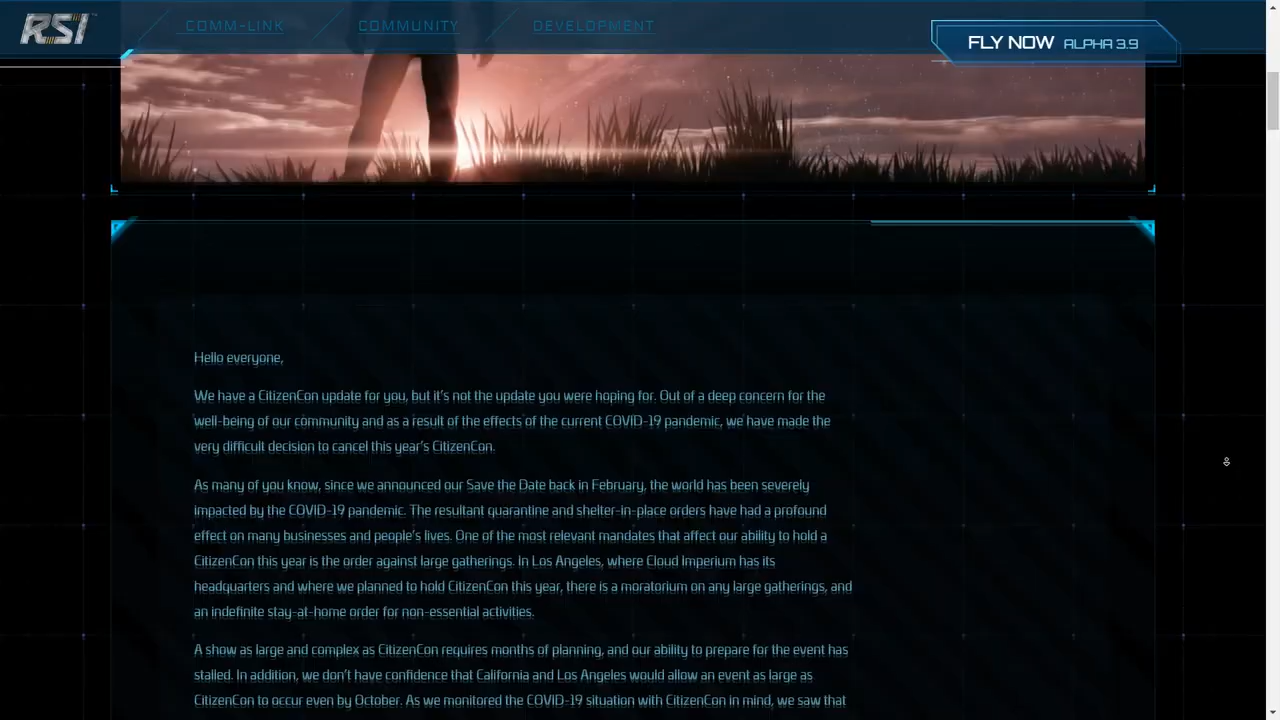 RSI
COMM-LINK
COMMUNITY
DEVELOPMENT
FLY NOW ALPHA 3.9
Hello everyone,
We have a CitizenCon update for you, but it's not the update you were hoping for. Out of a deep concern for the
well-being of our community and as a result of the effects of the current COVID-19 pandemic, we have made the
very difficult decision to cancel this year's CitizenCon.
As many of you know, since we announced our Save the Date back in February, the world has been severely
impacted by the COVID-19 pandemic. The resultant quarantine and shelter-in-place orders have had a profound
effect on many businesses and people's lives. One of the most relevant mandates that affect our ability to hold a
CitizenCon this year is the order against large gatherings. In Los Angeles, where Cloud Imperium has its
headquarters and where we planned to hold CitizenCon this year, there is a moratorium on any large gatherings, and
an indefinite stay-at-home order for non-essential activities.
A show as large and complex as CitizenCon requires months of planning, and our ability to prepare for the event has
stalled. In addition, we don't have confidence that California and Los Angeles would allow an event as large as
CitizenCon to occur even by October. As we monitored the COVID-19 situation with CitizenCon in mind, we saw that